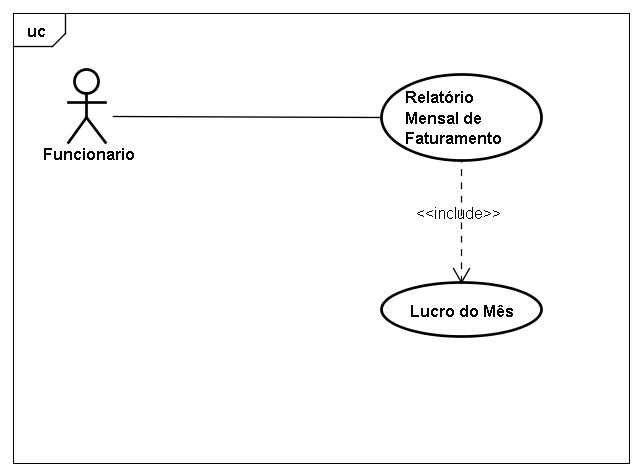 uc
Relatório
Mensal de
Faturamento
Funcionario
<<include>>
Lucro do Mês